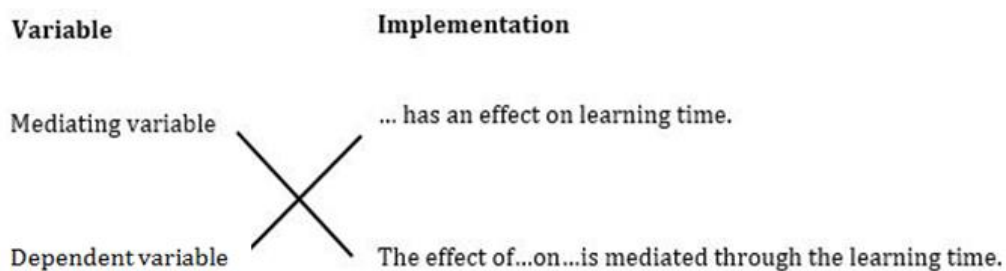 Variable Implementation
Mediating variable ... has an effect on learning time.
Dependent variable The effect of...on...is mediated through the learning time.